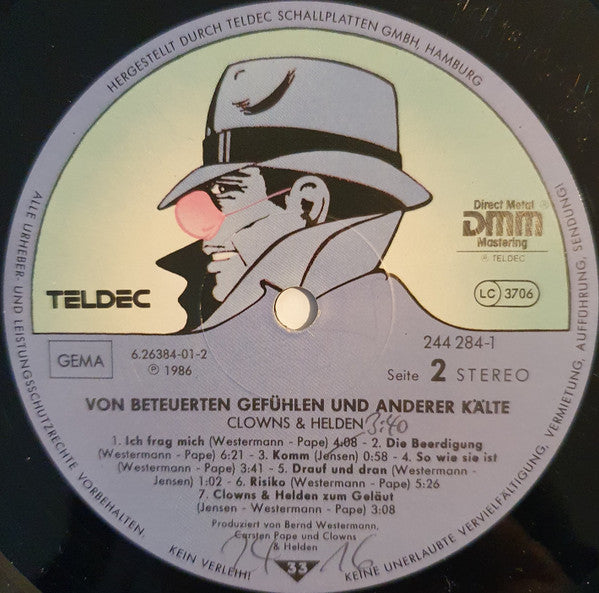 HERGESTELLT DURCH TELDEC SCHALLPLATTEN GMBH, HAMBURG
Direct Metal
DMM
Mastering
℗ TELDEC
TELDEC
LC 3706
GEMA
6.26384-01-2
℗ 1986
244 284-1
Seite 2 STEREO
VON BETEUERTEN GEFÜHLEN UND ANDERER KÄLTE
CLOWNS & HELDEN 3:40
1. Ich frag mich (Westermann - Pape) 4:08 - 2. Die Beerdigung
(Westermann - Pape) 6:21 - 3. Komm (Jensen) 0:58 - 4. So wie sie ist
(Westermann - Pape) 3:41 - 5. Drauf und dran (Westermann -
Jensen) 1:02 - 6. Risiko (Westermann - Pape) 5:26
7. Clowns & Helden zum Geläut
(Jensen - Westermann - Pape) 3:08
Produziert von Bernd Westermann,
Carsten Pape und Clowns
& Helden
24 16
33
ALLE URHEBER- UND LEISTUNGSSCHUTZRECHTE VORBEHALTEN.
KEIN VERLEIH!
KEINE UNERLAUBTE VERVIELFÄLTIGUNG, VERMIETUNG, AUFFÜHRUNG, SENDUNG!